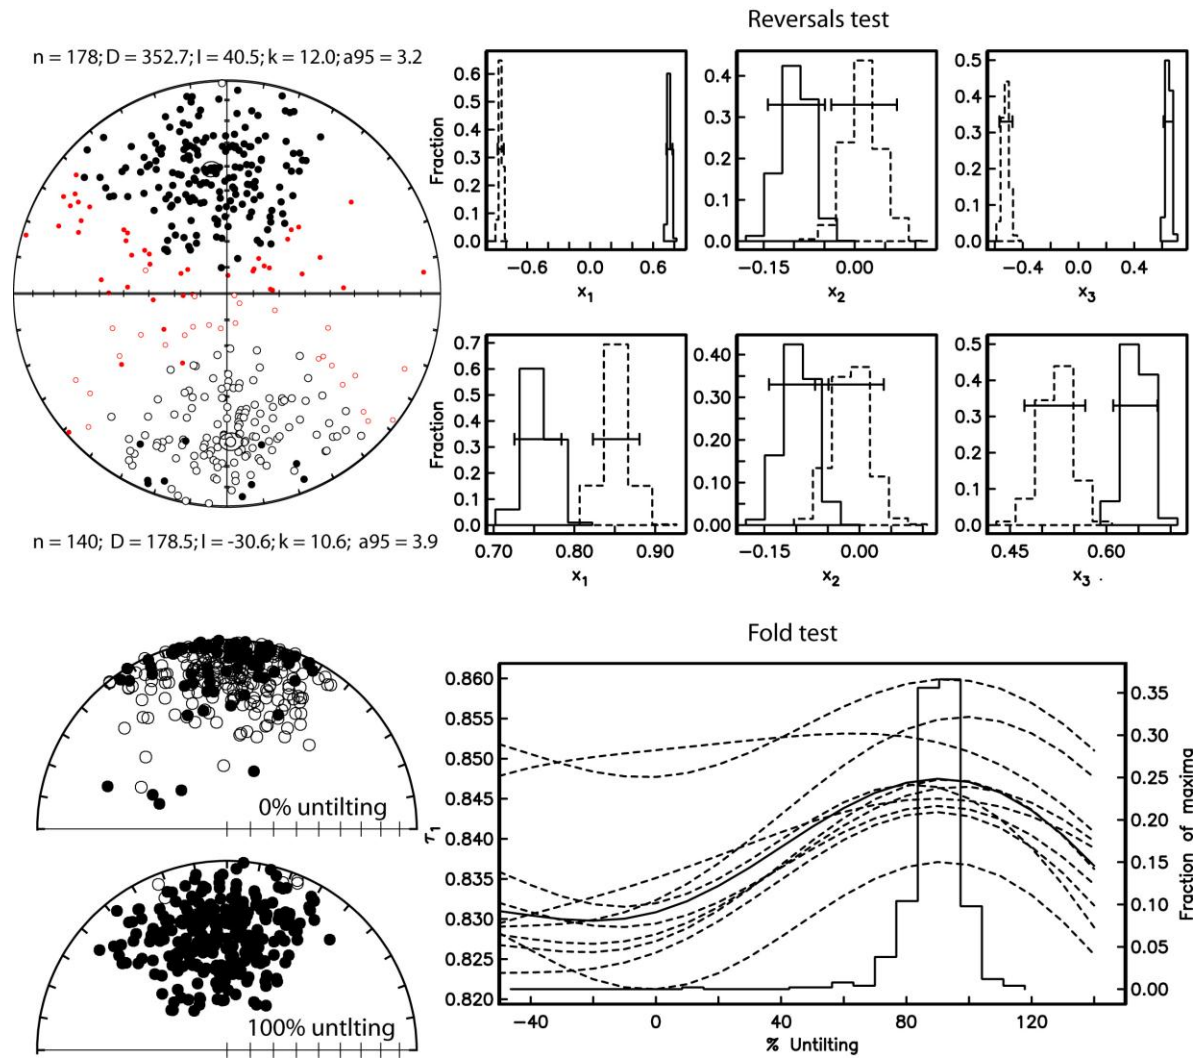 Reversals test
n = 178; D = 352.7; I = 40.5; k = 12.0; a95 = 3.2
Fraction
0.6
0.5
0.4
0.3
0.2
0.1
0.0
−0.6 0.0 0.6
x1
0.4
0.3
0.2
0.1
0.0
−0.15 0.00
x2
0.5
0.4
0.3
0.2
0.1
0.0
−0.4 0.0 0.4
x3
Fraction
0.7
0.6
0.5
0.4
0.3
0.2
0.1
0.0
0.70 0.80 0.90
x1
0.40
0.30
0.20
0.10
0.00
−0.15 0.00
x2
0.5
0.4
0.3
0.2
0.1
0.0
0.45 0.60
x3 .
n = 140; D = 178.5; I = -30.6; k = 10.6; a95 = 3.9
0% untilting
100% untlting
Fold test
τ1
0.860
0.855
0.850
0.845
0.840
0.835
0.830
0.825
0.820
−40 0 40 80 120
% Untilting
0.35
0.30
0.25
0.20
0.15
0.10
0.05
0.00
Fraction of maxima